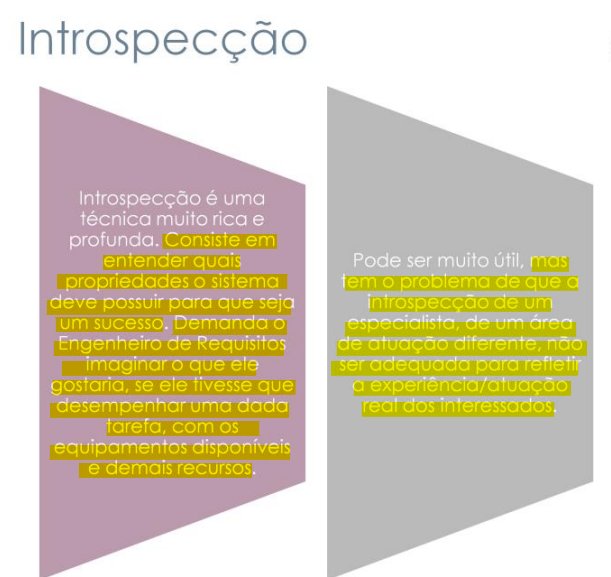 Introspecção
Introspecção é uma
técnica muito rica e
profunda. Consiste em
entender quais
propriedades o sistema
deve possuir para que seja
um sucesso. Demanda o
Engenheiro de Requisitos
imaginar o que ele
gostaria, se ele tivesse que
desempenhar uma dada
tarefa, com os
equipamentos disponíveis
e demais recursos.
Pode ser muito útil, mas
tem o problema de que a
introspecção de um
especialista, de um área
de atuação diferente, não
ser adequada para refletir
a experiência/atuação
real dos interessados.